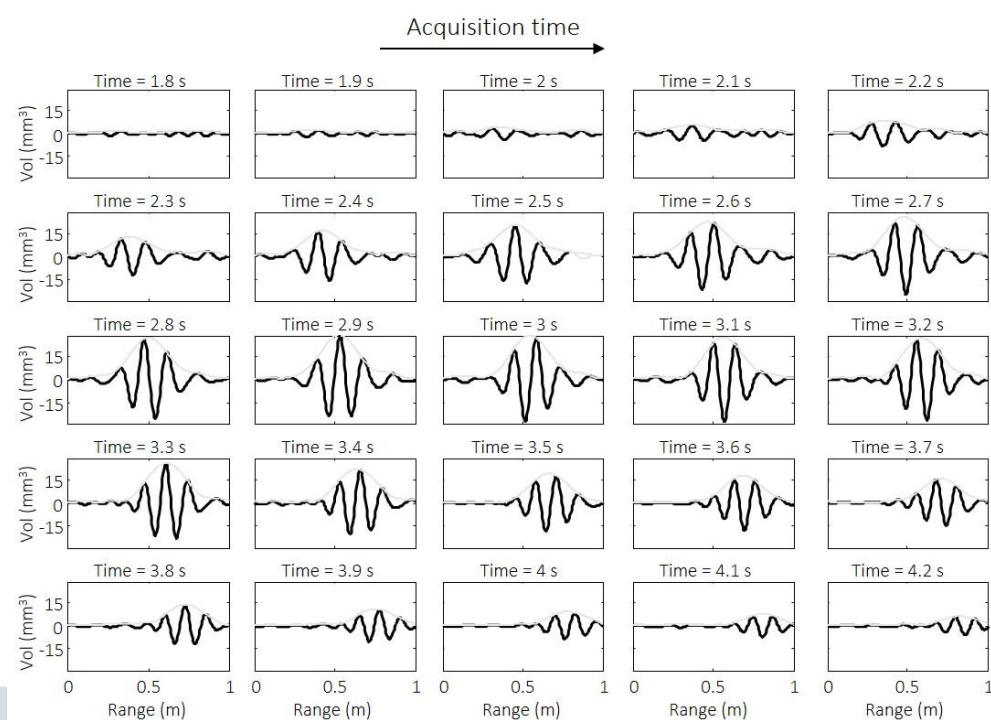 Acquisition time
Time = 1.8 s Time = 1.9 s Time = 2 s Time = 2.1 s Time = 2.2 s
Vol (mm³)
15
0
-15
Time = 2.3 s Time = 2.4 s Time = 2.5 s Time = 2.6 s Time = 2.7 s
Vol (mm³)
15
0
-15
Time = 2.8 s Time = 2.9 s Time = 3 s Time = 3.1 s Time = 3.2 s
Vol (mm³)
15
0
-15
Time = 3.3 s Time = 3.4 s Time = 3.5 s Time = 3.6 s Time = 3.7 s
Vol (mm³)
15
0
-15
Time = 3.8 s Time = 3.9 s Time = 4 s Time = 4.1 s Time = 4.2 s
Vol (mm³)
15
0
-15
0 0.5 1 0 0.5 1 0 0.5 1 0 0.5 1 0 0.5 1
Range (m) Range (m) Range (m) Range (m) Range (m)